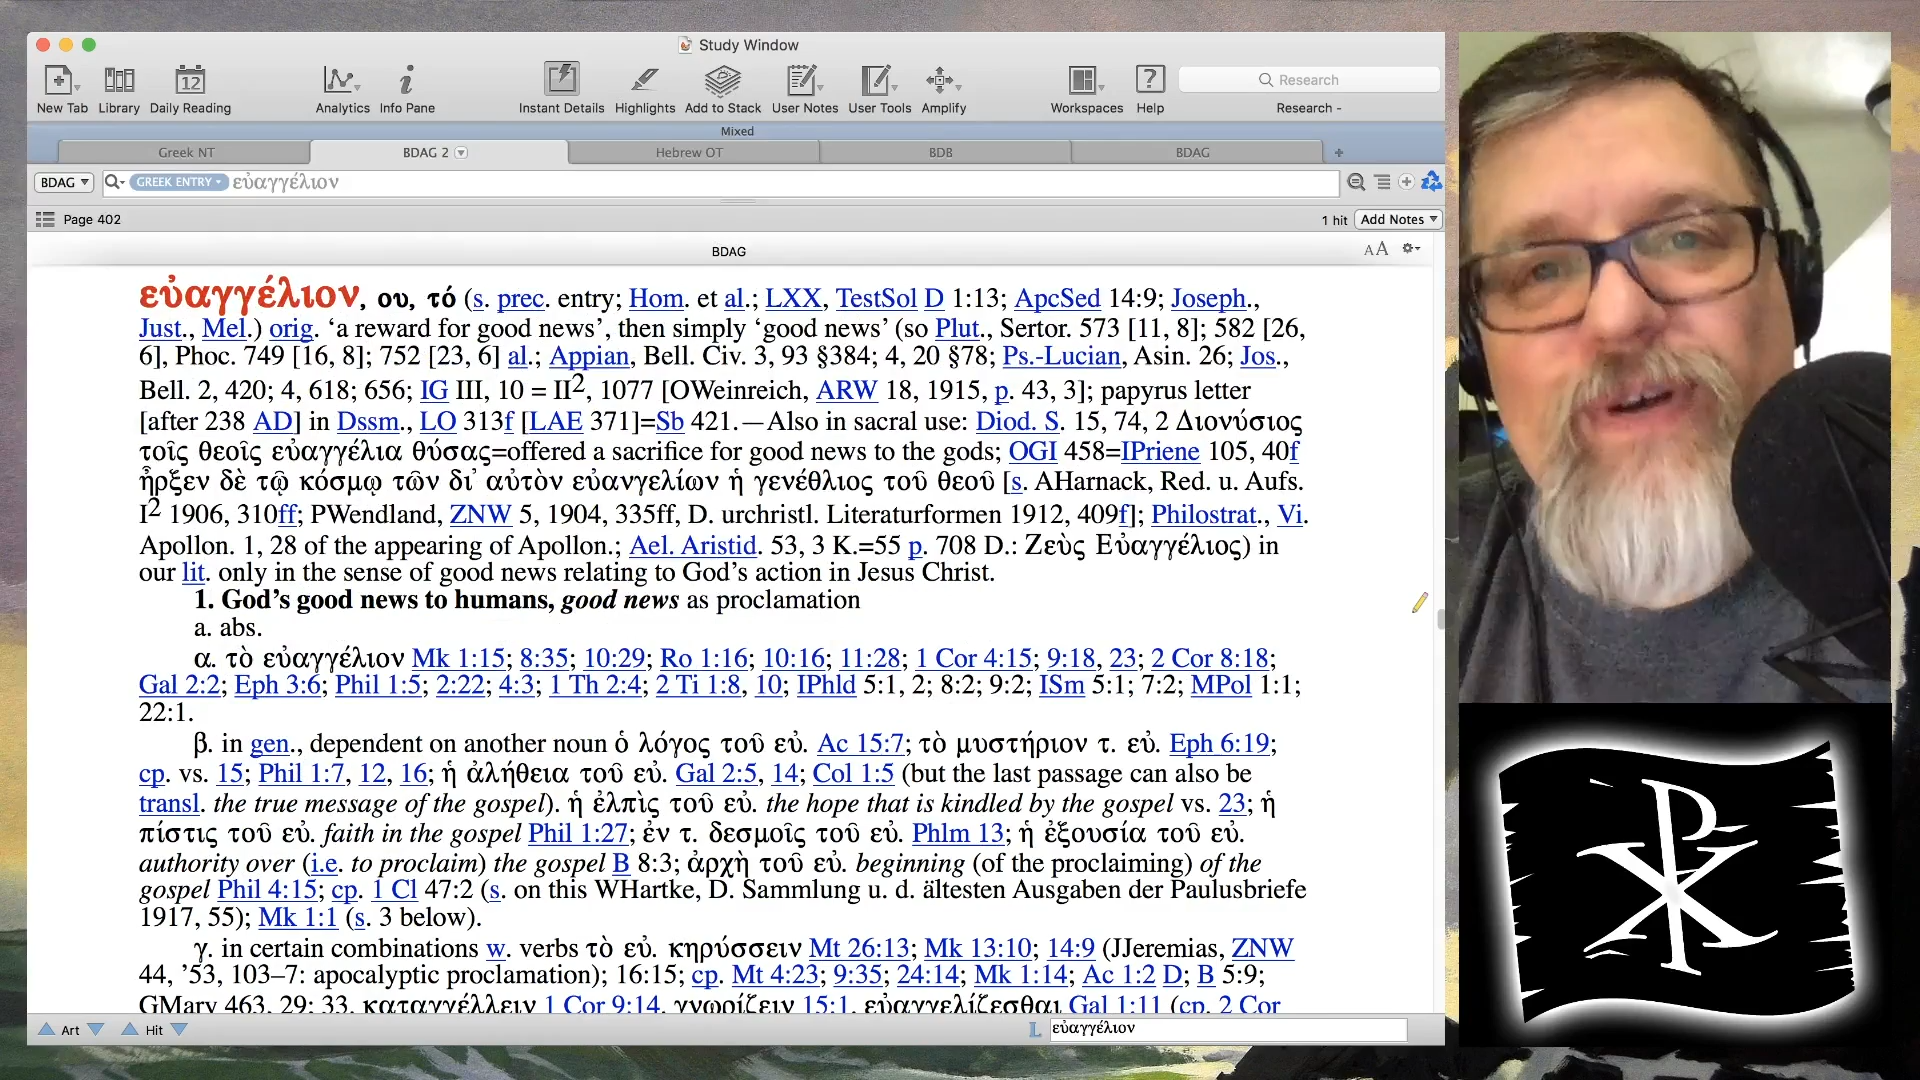 Study Window
New Tab Library Daily Reading Analytics Info Pane Instant Details Highlights Add to Stack User Notes User Tools Amplify Workspaces Help Research
12
Research
Mixed
Greek NT BDAG 2 Hebrew OT BDB BDAG
BDAG GREEK ENTRY εὐαγγέλιον
Page 402 1 hit Add Notes
BDAG AA
εὐαγγέλιον, ου, τό (s. prec. entry; Hom. et al.; LXX, TestSol D 1:13; ApcSed 14:9; Joseph.,
Just., Mel.) orig. ‘a reward for good news’, then simply ‘good news’ (so Plut., Sertor. 573 [11, 8]; 582 [26,
6], Phoc. 749 [16, 8]; 752 [23, 6] al.; Appian, Bell. Civ. 3, 93 §384; 4, 20 §78; Ps.-Lucian, Asin. 26; Jos.,
Bell. 2, 420; 4, 618; 656; IG III, 10 = II2, 1077 [OWeinreich, ARW 18, 1915, p. 43, 3]; papyrus letter
[after 238 AD] in Dssm., LO 313f [LAE 371]=Sb 421.—Also in sacral use: Diod. S. 15, 74, 2 Διονύσιος
τοῖς θεοῖς εὐαγγέλια θύσας=offered a sacrifice for good news to the gods; OGI 458=IPriene 105, 40f
ἦρξεν δὲ τῷ κόσμῳ τῶν δι᾽ αὐτὸν εὐανγελίων ἡ γενέθλιος τοῦ θεοῦ [s. AHarnack, Red. u. Aufs.
I2 1906, 310ff; PWendland, ZNW 5, 1904, 335ff, D. urchristl. Literaturformen 1912, 409f]; Philostrat., Vi.
Apollon. 1, 28 of the appearing of Apollon.; Ael. Aristid. 53, 3 K.=55 p. 708 D.: Ζεὺς Εὐαγγέλιος) in
our lit. only in the sense of good news relating to God’s action in Jesus Christ.
1. God’s good news to humans, good news as proclamation
a. abs.
α. τὸ εὐαγγέλιον Mk 1:15; 8:35; 10:29; Ro 1:16; 10:16; 11:28; 1 Cor 4:15; 9:18, 23; 2 Cor 8:18;
Gal 2:2; Eph 3:6; Phil 1:5; 2:22; 4:3; 1 Th 2:4; 2 Ti 1:8, 10; IPhld 5:1, 2; 8:2; 9:2; ISm 5:1; 7:2; MPol 1:1;
22:1.
β. in gen., dependent on another noun ὁ λόγος τοῦ εὐ. Ac 15:7; τὸ μυστήριον τ. εὐ. Eph 6:19;
cp. vs. 15; Phil 1:7, 12, 16; ἡ ἀλήθεια τοῦ εὐ. Gal 2:5, 14; Col 1:5 (but the last passage can also be
transl. the true message of the gospel). ἡ ἐλπὶς τοῦ εὐ. the hope that is kindled by the gospel vs. 23; ἡ
πίστις τοῦ εὐ. faith in the gospel Phil 1:27; ἐν τ. δεσμοῖς τοῦ εὐ. Phlm 13; ἡ ἐξουσία τοῦ εὐ.
authority over (i.e. to proclaim) the gospel B 8:3; ἀρχὴ τοῦ εὐ. beginning (of the proclaiming) of the
gospel Phil 4:15; cp. 1 Cl 47:2 (s. on this WHartke, D. Sammlung u. d. ältesten Ausgaben der Paulusbriefe
1917, 55); Mk 1:1 (s. 3 below).
γ. in certain combinations w. verbs τὸ εὐ. κηρύσσειν Mt 26:13; Mk 13:10; 14:9 (JJeremias, ZNW
44, ’53, 103–7: apocalyptic proclamation); 16:15; cp. Mt 4:23; 9:35; 24:14; Mk 1:14; Ac 1:2 D; B 5:9;
GMary 463, 29; 33. καταγγέλλειν 1 Cor 9:14. γνωρίζειν 15:1. εὐαγγελίζεσθαι Gal 1:11 (cp. 2 Cor
Art Hit L εὐαγγέλιον